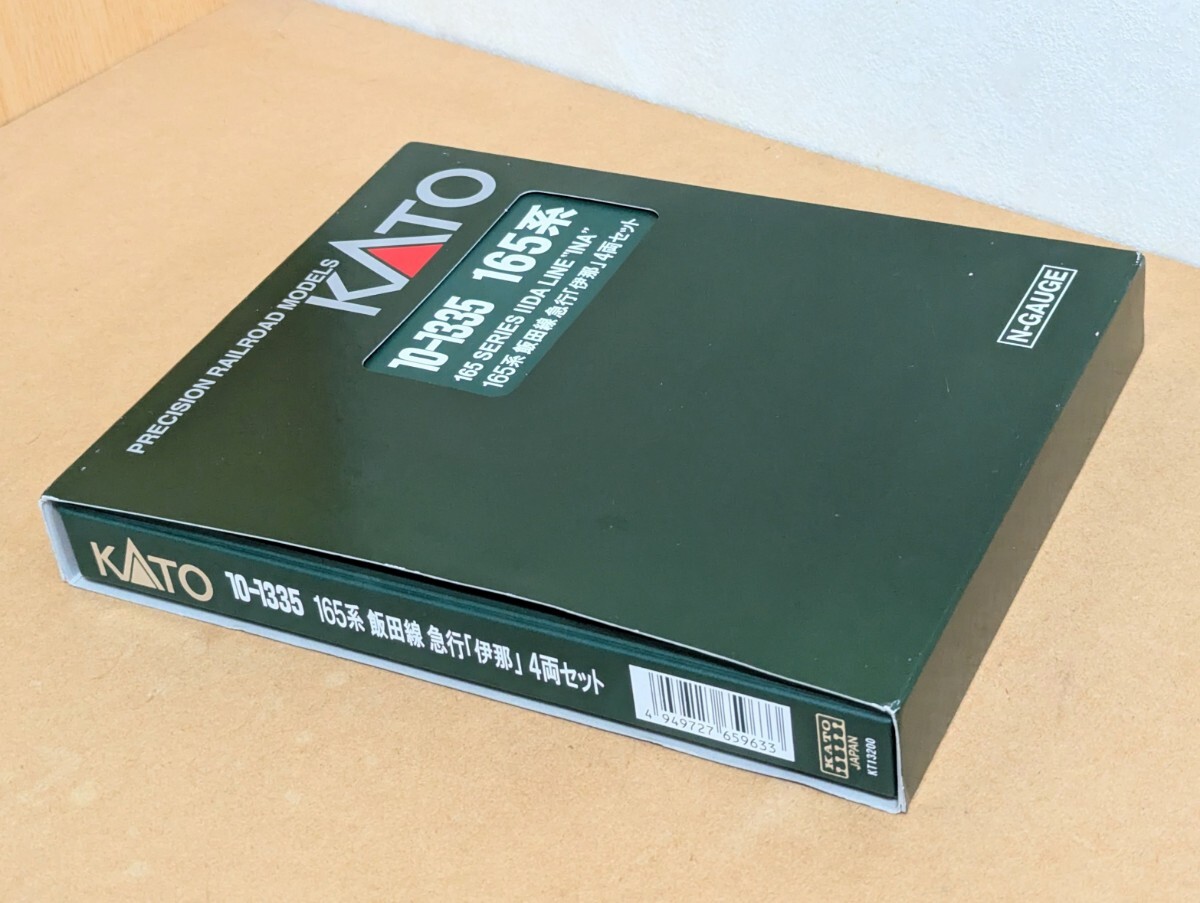 PRECISION RAILROAD MODELS
KATO
10-1335 165系
165 SERIES IIDA LINE "INA"
165系 飯田線 急行「伊那」4両セット
N-GAUGE
KATO 10-1335 165系 飯田線 急行「伊那」4両セット
4 949727 659633
KATO
JAPAN
KT13200